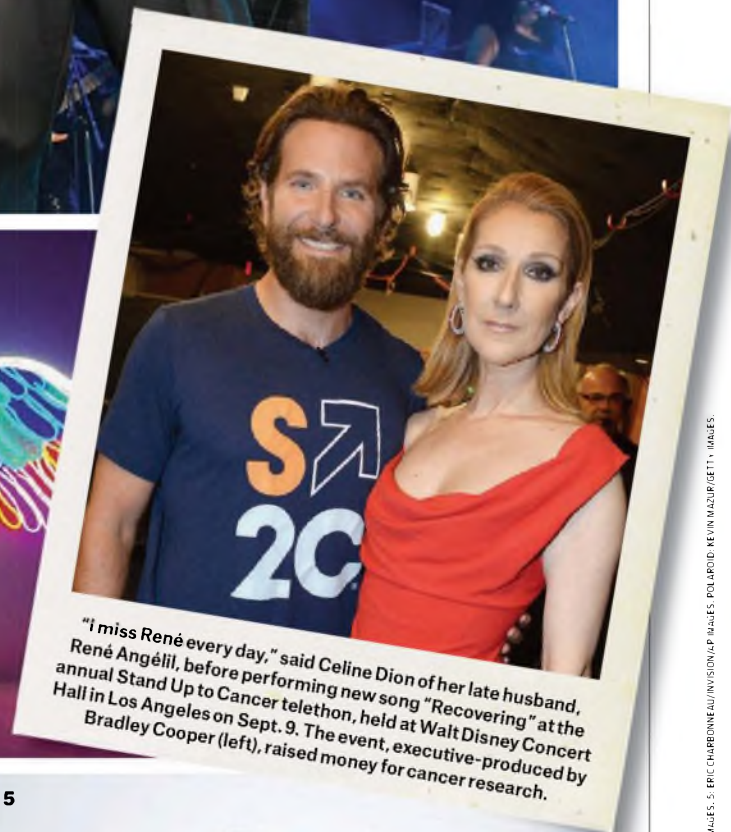 S
2C
“I miss René every day,” said Celine Dion of her late husband,
René Angélil, before performing new song “Recovering” at the
annual Stand Up to Cancer telethon, held at Walt Disney Concert
Hall in Los Angeles on Sept. 9. The event, executive-produced by
Bradley Cooper (left), raised money for cancer research.
5
MAGES. 5: ERIC CHARBONNEAU/INVISION/AP IMAGES. POLAROID: KEVIN MAZUR/GETTY IMAGES.